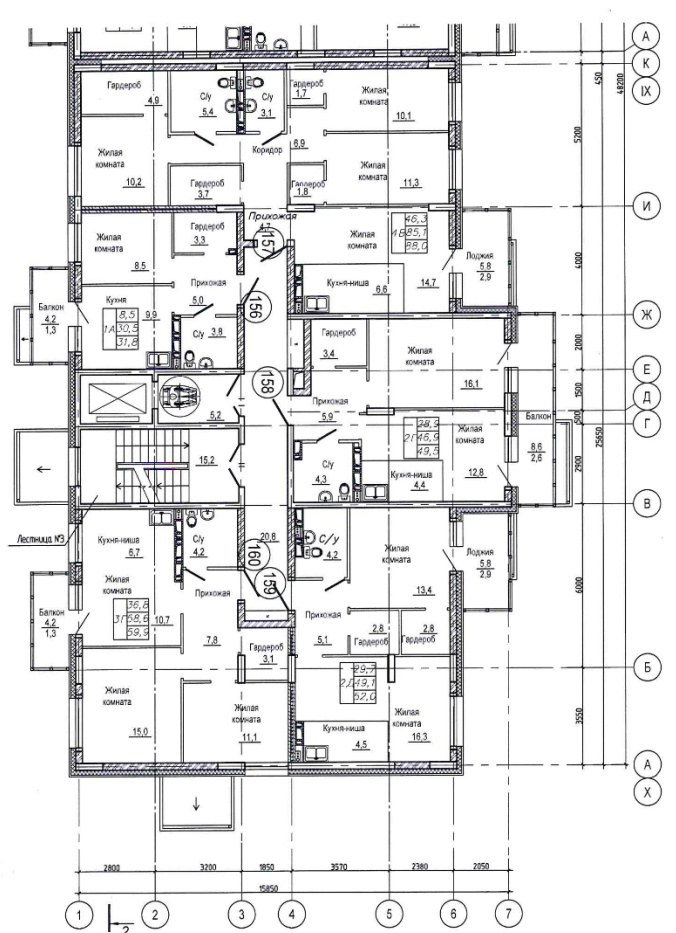 А
К
IX
450
48200
Гардероб
4,9
С/у
5,4
С/у
3,1
Гардероб
1,7
Жилая
комната
10,1
5200
Жилая
комната
10,2
Коридор
6,9
Жилая
комната
11,3
Гардероб
3,7
Гардероб
1,8
И
Прихожая
4,7
157
Гардероб
3,3
46,3
4В 85,1
88,0
Жилая
комната
8,5
Жилая
комната
14,7
Лоджия
5,8
2,9
4000
Прихожая
5,0
Кухня-ниша
6,6
Балкон
4,2
1,3
Кухня
9,9
8,5
1А 30,5
31,8
156
С/у
3,8
Ж
Гардероб
3,4
Жилая
комната
16,1
2000
Е
158
1500
Д
5,2
Прихожая
5,9
Балкон
8,6
2,6
500
Г
38,9
2Г 46,9
49,5
Жилая
комната
12,8
25650
15,2
С/у
4,3
Кухня-ниша
4,4
2900
В
Лестница №3
Кухня-ниша
6,7
С/у
4,2
20,8
С/у
4,2
160
159
Лоджия
5,8
2,9
6000
Жилая
комната
10,7
Прихожая
7,8
13,4
Балкон
4,2
1,3
36,8
3Г 58,6
59,9
Прихожая
5,1
2,8
Гардероб
2,8
Гардероб
Гардероб
3,1
Б
29,7
2Д 49,1
52,0
Жилая
комната
15,0
Жилая
комната
11,1
Кухня-ниша
4,5
Жилая
комната
16,3
3550
А
X
2800
3200
1850
3570
2380
2050
15850
1
2
3
4
5
6
7
2